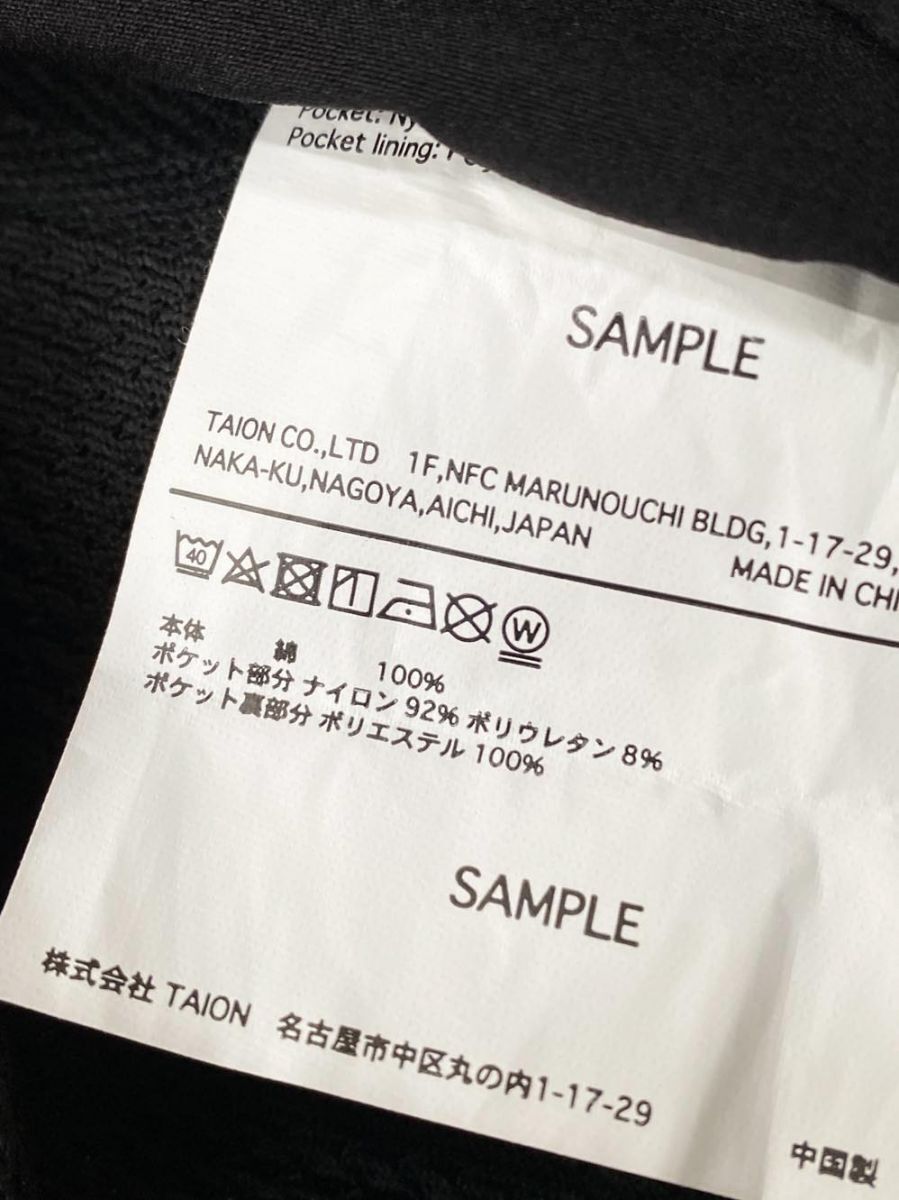 Pocket: Ny
Pocket lining:
SAMPLE
TAION CO.,LTD 1F,NFC MARUNOUCHI BLDG,1-17-29,
NAKA-KU,NAGOYA,AICHI,JAPAN
MADE IN CHI
40
W
本体 綿 100%
ポケット部分 ナイロン 92% ポリウレタン 8%
ポケット裏部分 ポリエステル 100%
SAMPLE
株式会社 TAION 名古屋市中区丸の内1-17-29
中国製